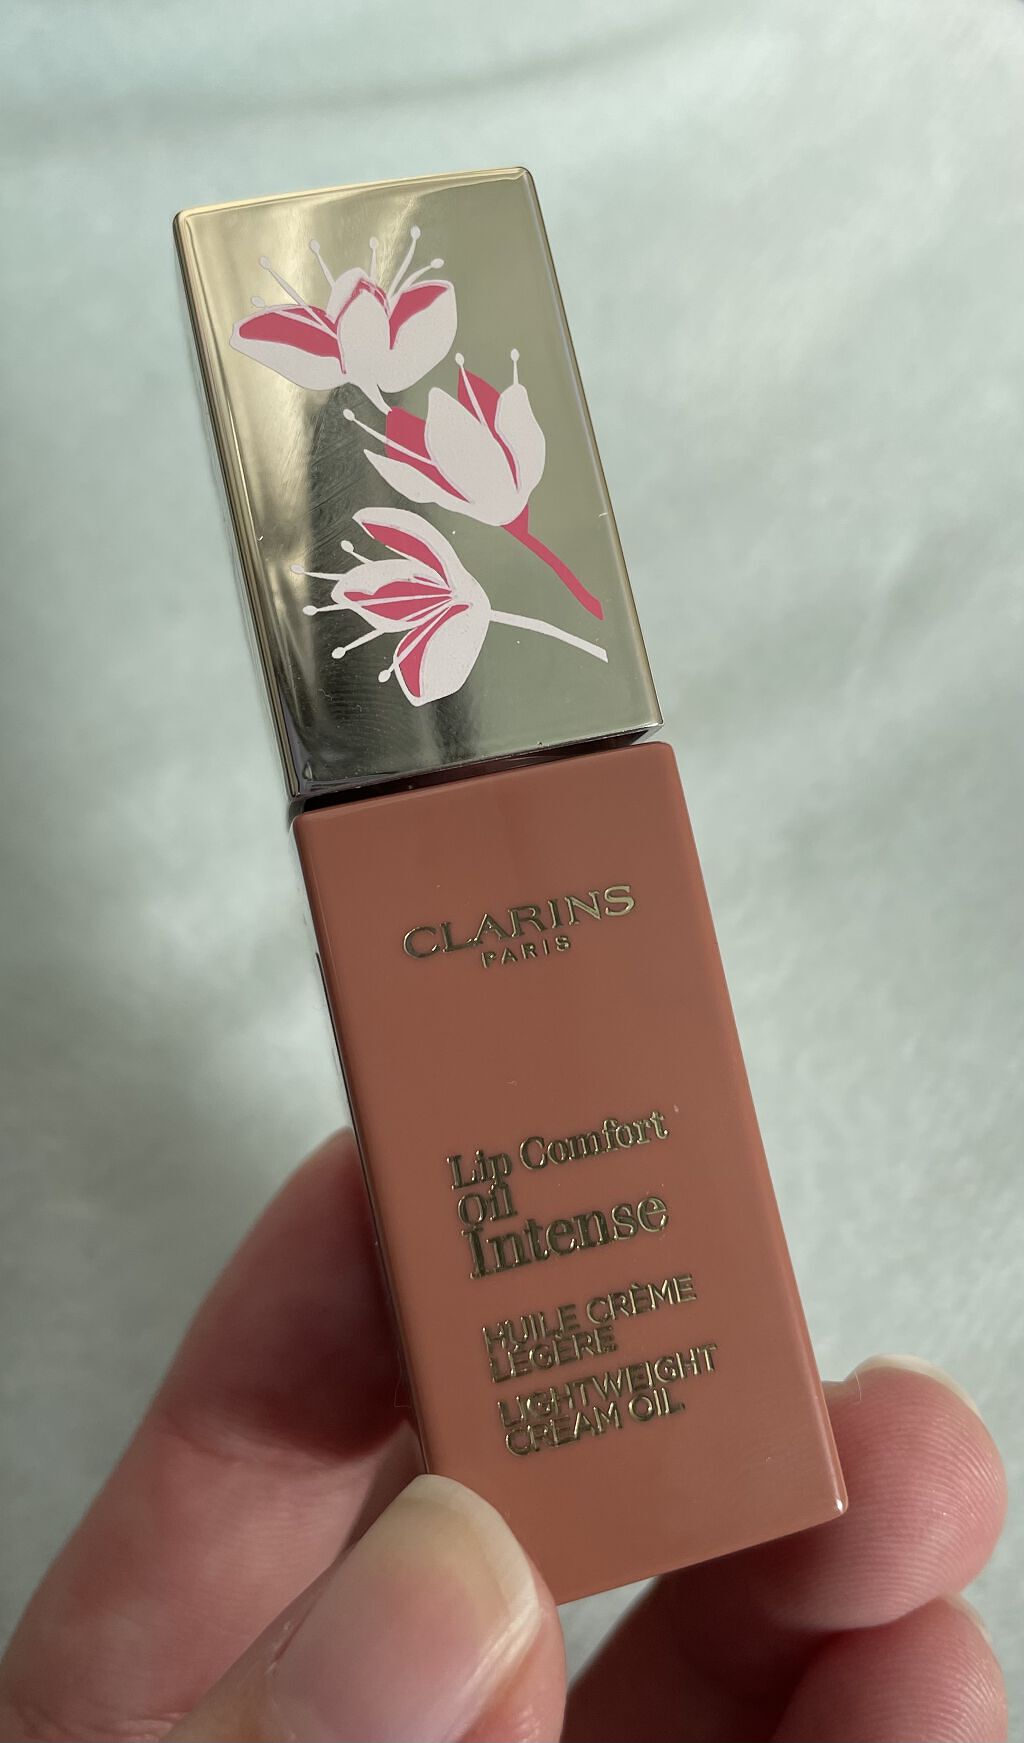 CLARINS
PARIS
Lip Comfort
Oil
Intense
HUILE CRÈME
LÉGÈRE
LIGHTWEIGHT
CREAM OIL